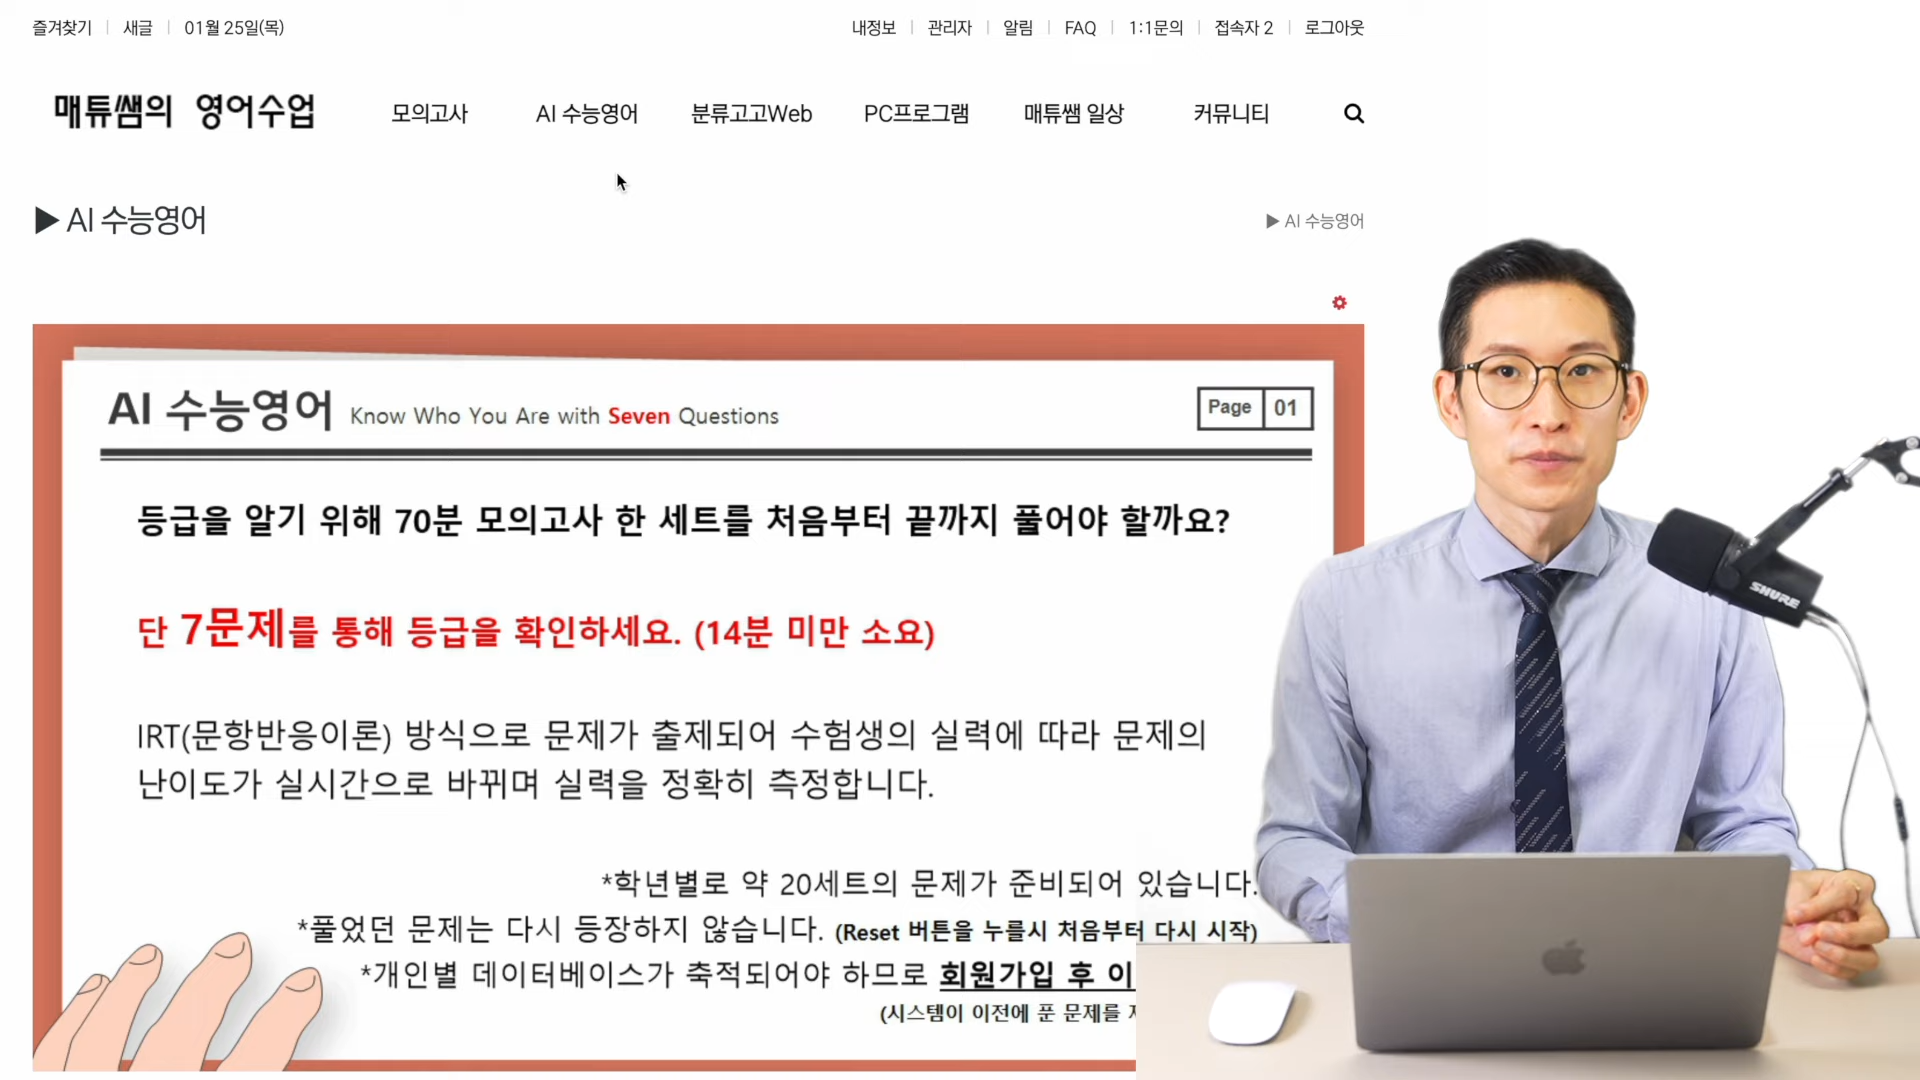 즐겨찾기 새글 01월 25일(목) 내정보 관리자 알림 FAQ 1:1문의 접속자 2 로그아웃
매튜쌤의 영어수업 모의고사 AI 수능영어 분류고고Web PC프로그램 매튜쌤 일상 커뮤니티
▶ AI 수능영어 ▶ AI 수능영어
AI 수능영어 Know Who You Are with Seven Questions Page 01
등급을 알기 위해 70분 모의고사 한 세트를 처음부터 끝까지 풀어야 할까요?
단 7문제를 통해 등급을 확인하세요. (14분 미만 소요)
IRT(문항반응이론) 방식으로 문제가 출제되어 수험생의 실력에 따라 문제의
난이도가 실시간으로 바뀌며 실력을 정확히 측정합니다.
*학년별로 약 20세트의 문제가 준비되어 있습니다.
*풀었던 문제는 다시 등장하지 않습니다. (Reset 버튼을 누를시 처음부터 다시 시작)
*개인별 데이터베이스가 축적되어야 하므로 회원가입 후 이
(시스템이 이전에 푼 문제를
SHURE